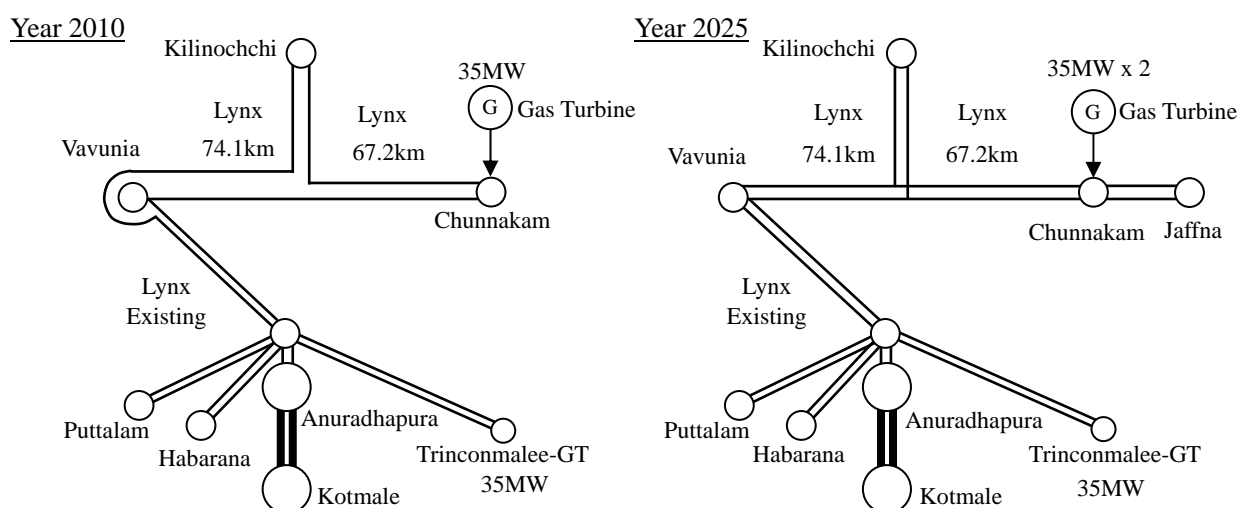 Year 2010
Kilinochchi
35MW
G
Gas Turbine
Lynx
74.1km
Lynx
67.2km
Vavunia
Chunnakam
Lynx
Existing
Puttalam
Habarana
Anuradhapura
Trinconmalee-GT
35MW
Kotmale
Year 2025
Kilinochchi
35MW x 2
G
Gas Turbine
Lynx
74.1km
Lynx
67.2km
Vavunia
Chunnakam
Jaffna
Lynx
Existing
Puttalam
Habarana
Anuradhapura
Trinconmalee-GT
35MW
Kotmale